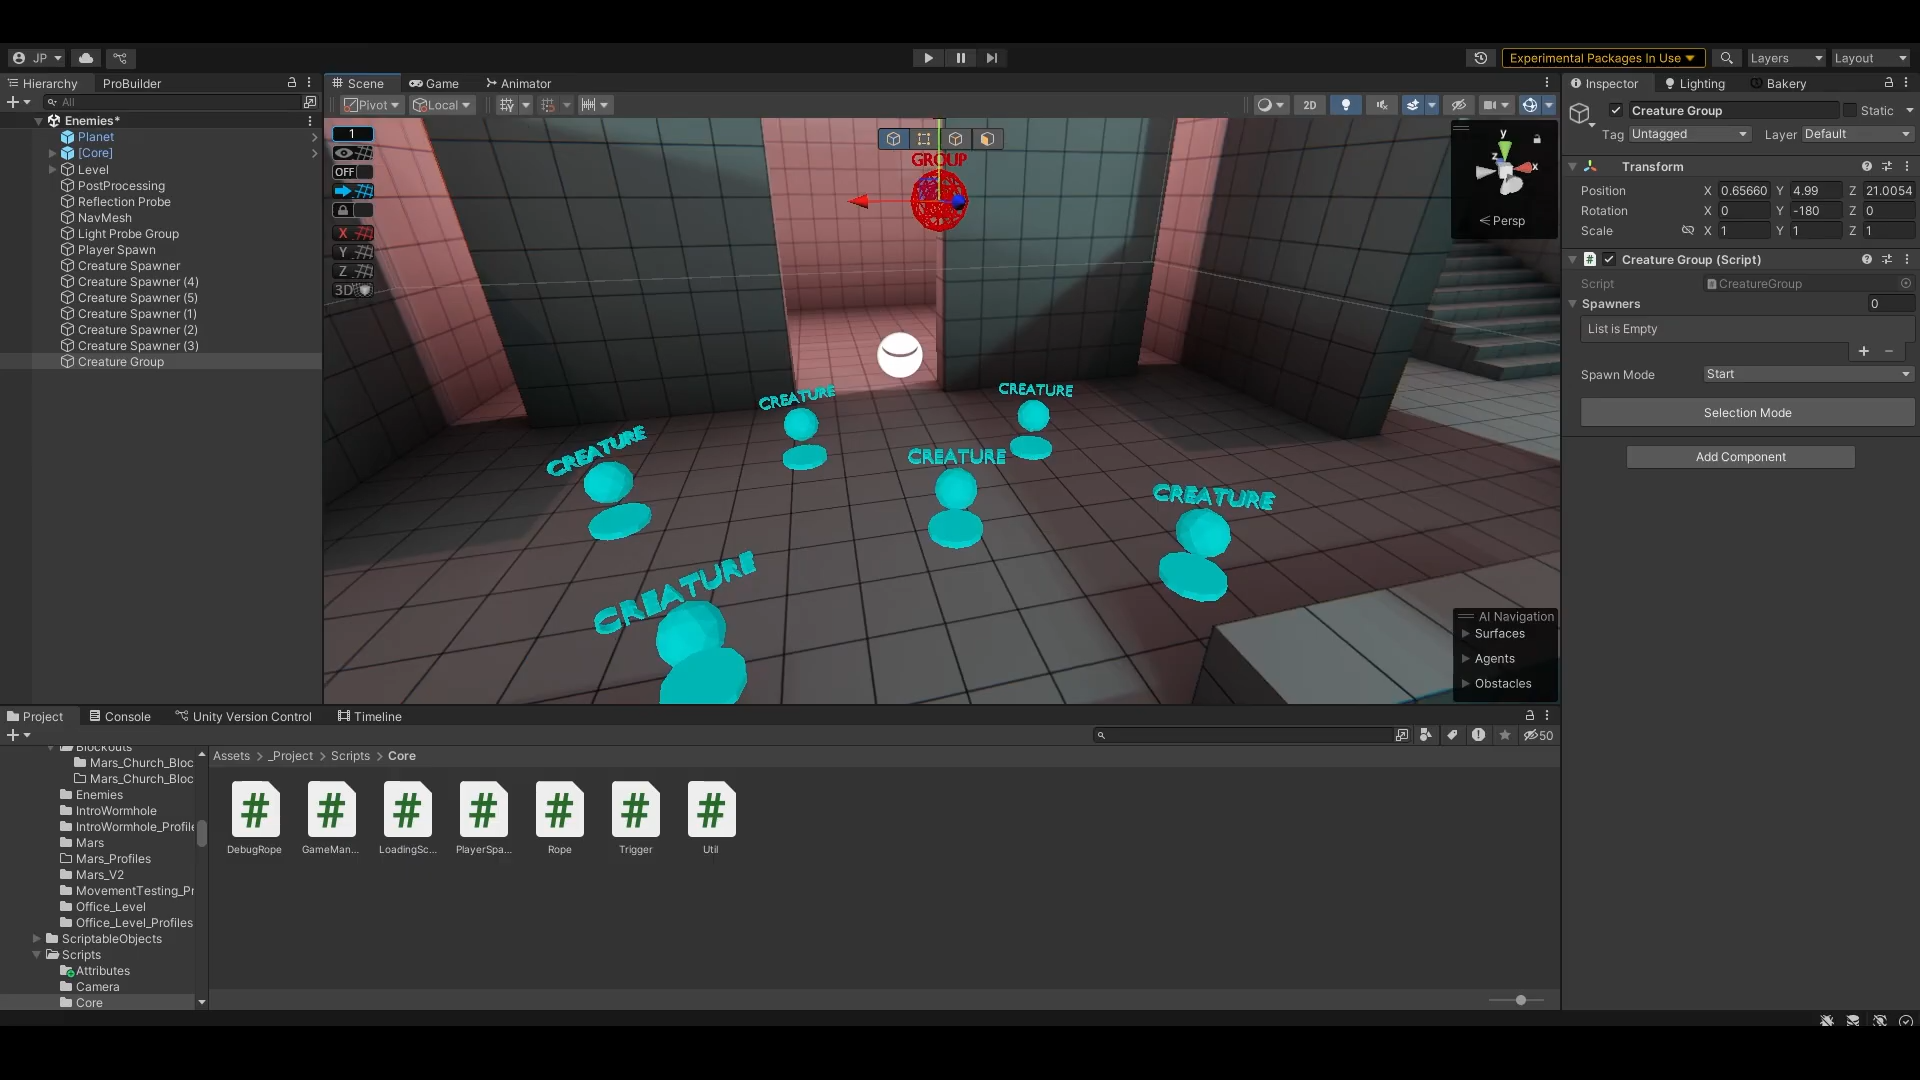 JP
Experimental Packages In Use
Layers
Layout
Hierarchy
ProBuilder
All
Enemies*
Planet
[Core]
Level
PostProcessing
Reflection Probe
NavMesh
Light Probe Group
Player Spawn
Creature Spawner
Creature Spawner (4)
Creature Spawner (5)
Creature Spawner (1)
Creature Spawner (2)
Creature Spawner (3)
Creature Group
Scene
Game
Animator
Pivot
Local
2D
1
OFF
X
Y
Z
3D
GROUP
CREATURE
CREATURE
CREATURE
CREATURE
CREATURE
CREATURE
y
z
x
< Persp
AI Navigation
Surfaces
Agents
Obstacles
Inspector
Lighting
Bakery
Creature Group
Static
Tag Untagged
Layer Default
Transform
Position X 0.65660 Y 4.99 Z 21.0054
Rotation X 0 Y -180 Z 0
Scale X 1 Y 1 Z 1
# Creature Group (Script)
Script CreatureGroup
Spawners 0
List is Empty
+ −
Spawn Mode Start
Selection Mode
Add Component
Project
Console
Unity Version Control
Timeline
50
Blockouts
Mars_Church_Bloc
Mars_Church_Bloc
Enemies
IntroWormhole
IntroWormhole_Profile
Mars
Mars_Profiles
Mars_V2
MovementTesting_Pr
Office_Level
Office_Level_Profiles
ScriptableObjects
Scripts
Attributes
Camera
Core
Assets > _Project > Scripts > Core
# # # # # # #
DebugRope GameMan... LoadingSc... PlayerSpa... Rope Trigger Util